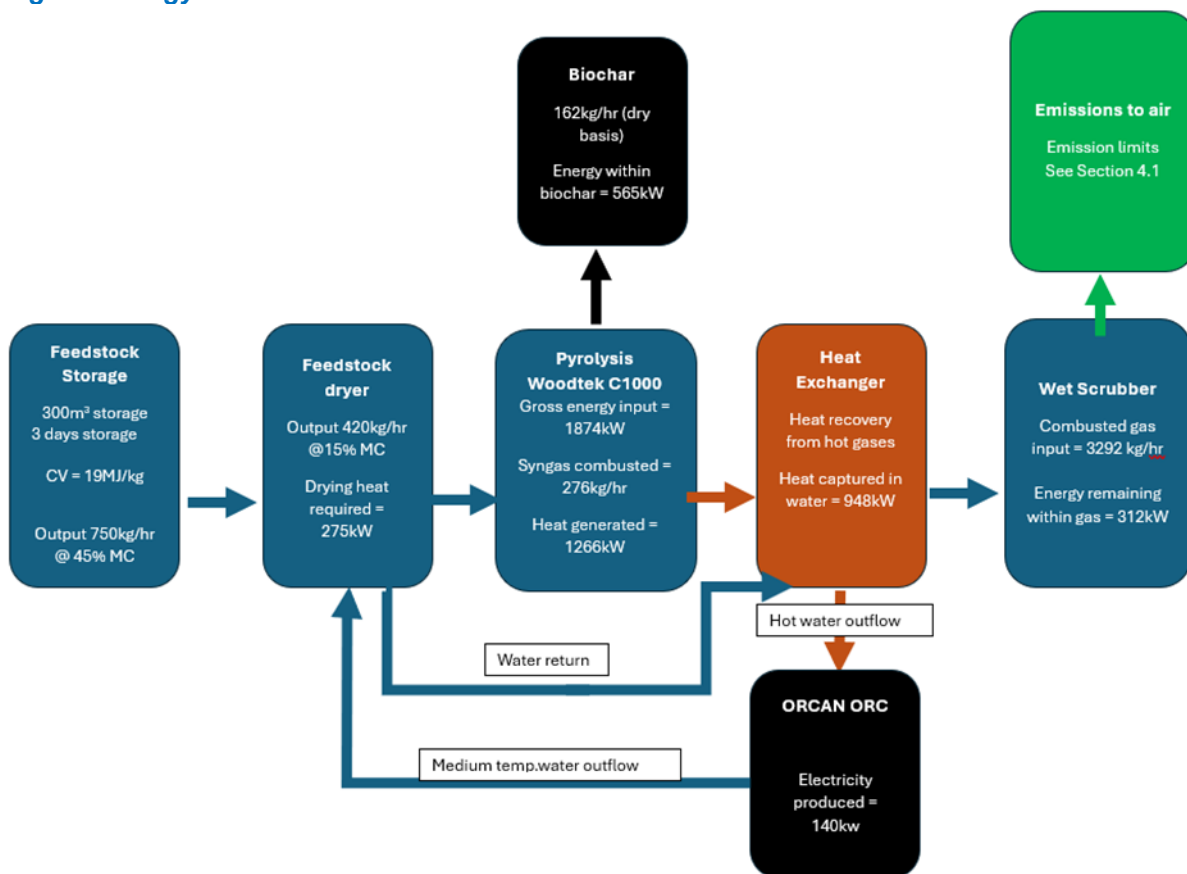 Biochar
162kg/hr (dry
basis)
Energy within
biochar = 565kW
Emissions to air
Emission limits
See Section 4.1
Feedstock
Storage
300m³ storage
3 days storage
CV = 19MJ/kg
Output 750kg/hr
@ 45% MC
Feedstock
dryer
Output 420kg/hr
@15% MC
Drying heat
required =
275kW
Pyrolysis
Woodtek C1000
Gross energy input =
1874kW
Syngas combusted =
276kg/hr
Heat generated =
1266kW
Heat
Exchanger
Heat recovery
from hot gases
Heat captured in
water = 948kW
Wet Scrubber
Combusted gas
input = 3292 kg/hr
Energy remaining
within gas = 312kW
Hot water outflow
Water return
Medium temp.water outflow
ORCAN ORC
Electricity
produced =
140kw